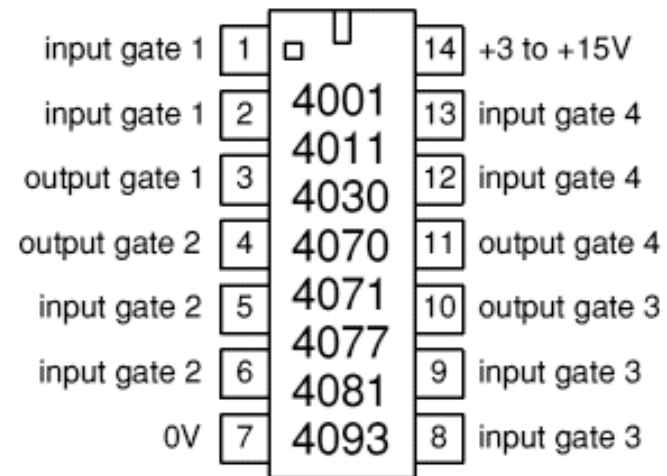 input gate 1 1 14 +3 to +15V
input gate 1 2 4001 13 input gate 4
4011
output gate 1 3 4030 12 input gate 4
output gate 2 4 4070 11 output gate 4
input gate 2 5 4071 10 output gate 3
4077
input gate 2 6 4081 9 input gate 3
0V 7 4093 8 input gate 3